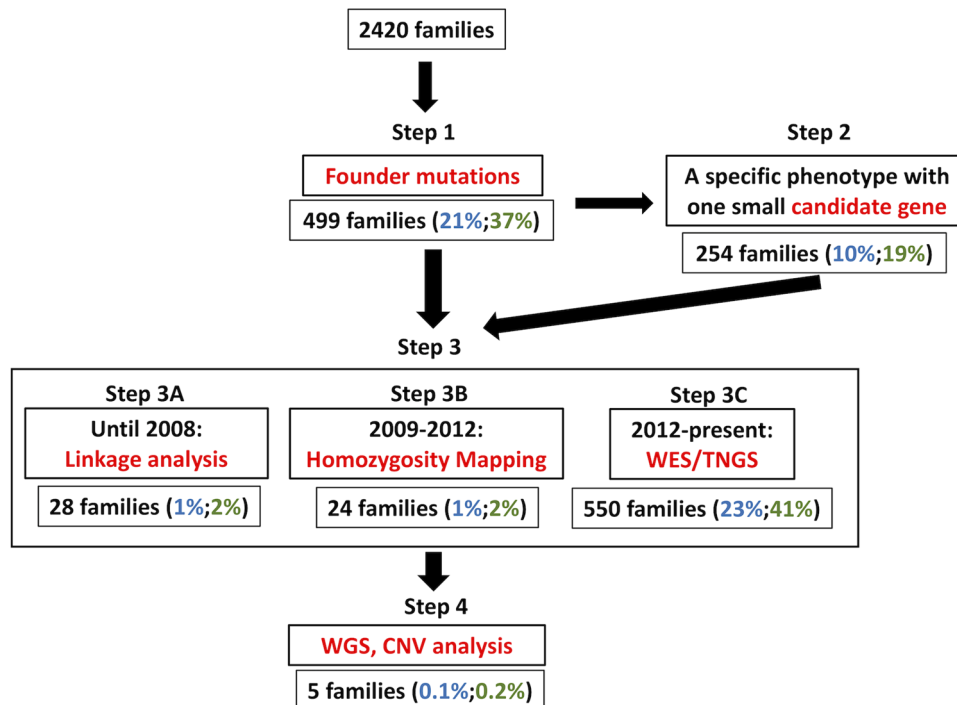 2420 families
Step 1
Founder mutations
499 families (21%;37%)
Step 2
A specific phenotype with
one small candidate gene
254 families (10%;19%)
Step 3
Step 3A
Until 2008:
Linkage analysis
28 families (1%;2%)
Step 3B
2009-2012:
Homozygosity Mapping
24 families (1%;2%)
Step 3C
2012-present:
WES/TNGS
550 families (23%;41%)
Step 4
WGS, CNV analysis
5 families (0.1%;0.2%)